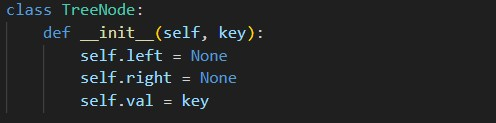 class TreeNode:
    def __init__(self, key):
        self.left = None
        self.right = None
        self.val = key